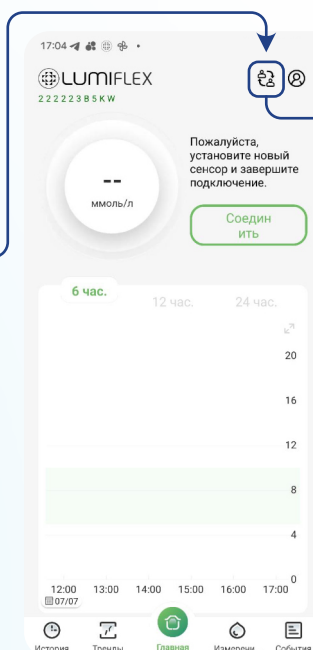 17:04
LUMIFLEX
222223B5KW
Пожалуйста,
установите новый
сенсор и завершите
подключение.
--
ммоль/л
Соедин
ить
6 час.
12 час.
24 час.
20
16
12
8
4
0
12:00 13:00 14:00 15:00 16:00 17:00
07/07
История Тренды Главная Измерени События